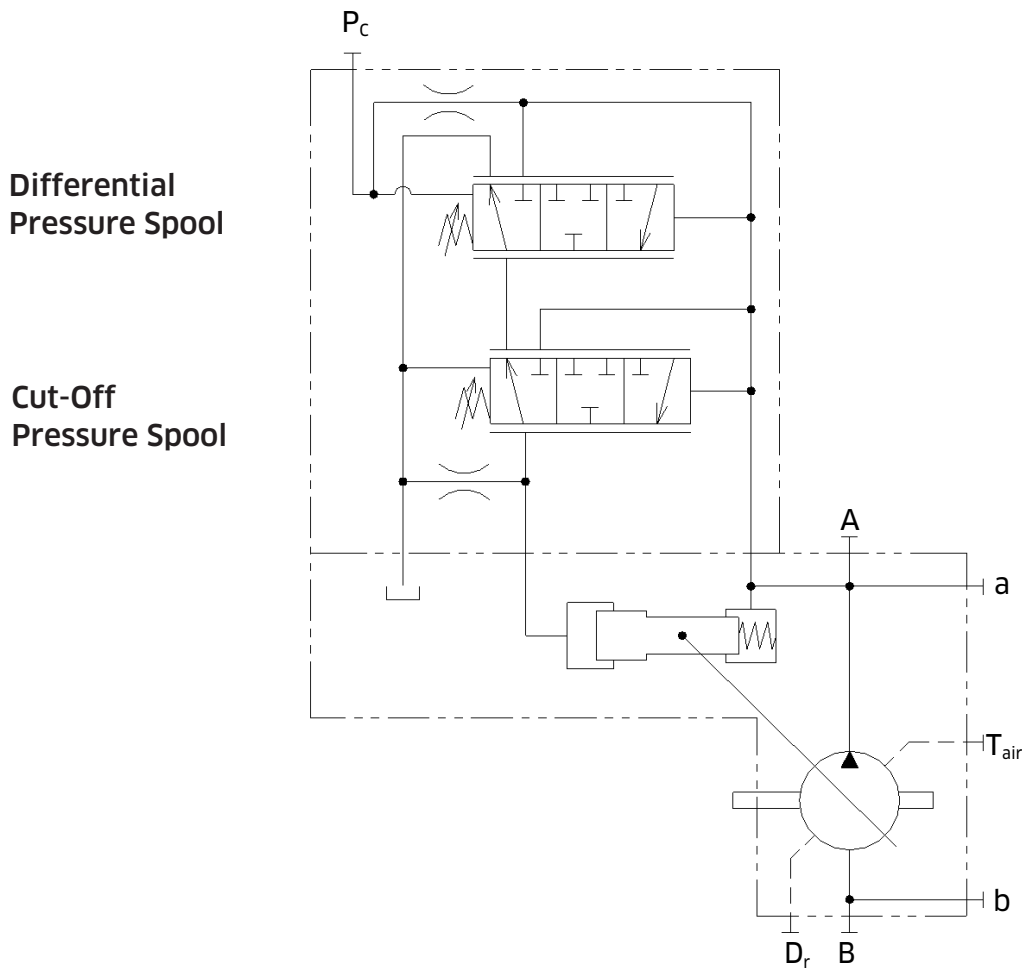 P_C
Differential
Pressure Spool
Cut-Off
Pressure Spool
A
a
T_air
b
D_r B